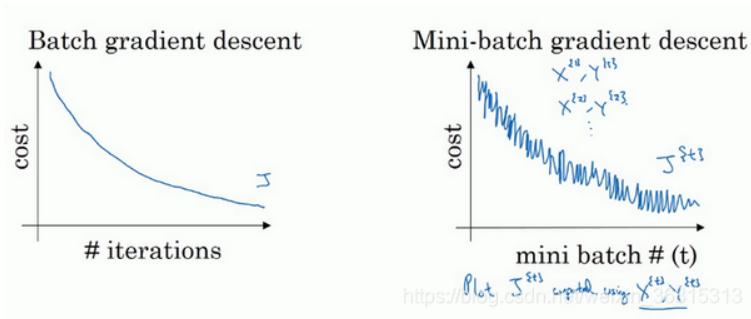 Batch gradient descent
cost
J
# iterations
Mini-batch gradient descent
X^{1}, Y^{1}
X^{2}, Y^{2}
⋮
cost
J^{t}
mini batch # (t)
Plot J^{t} computed using X^{t}, Y^{t}